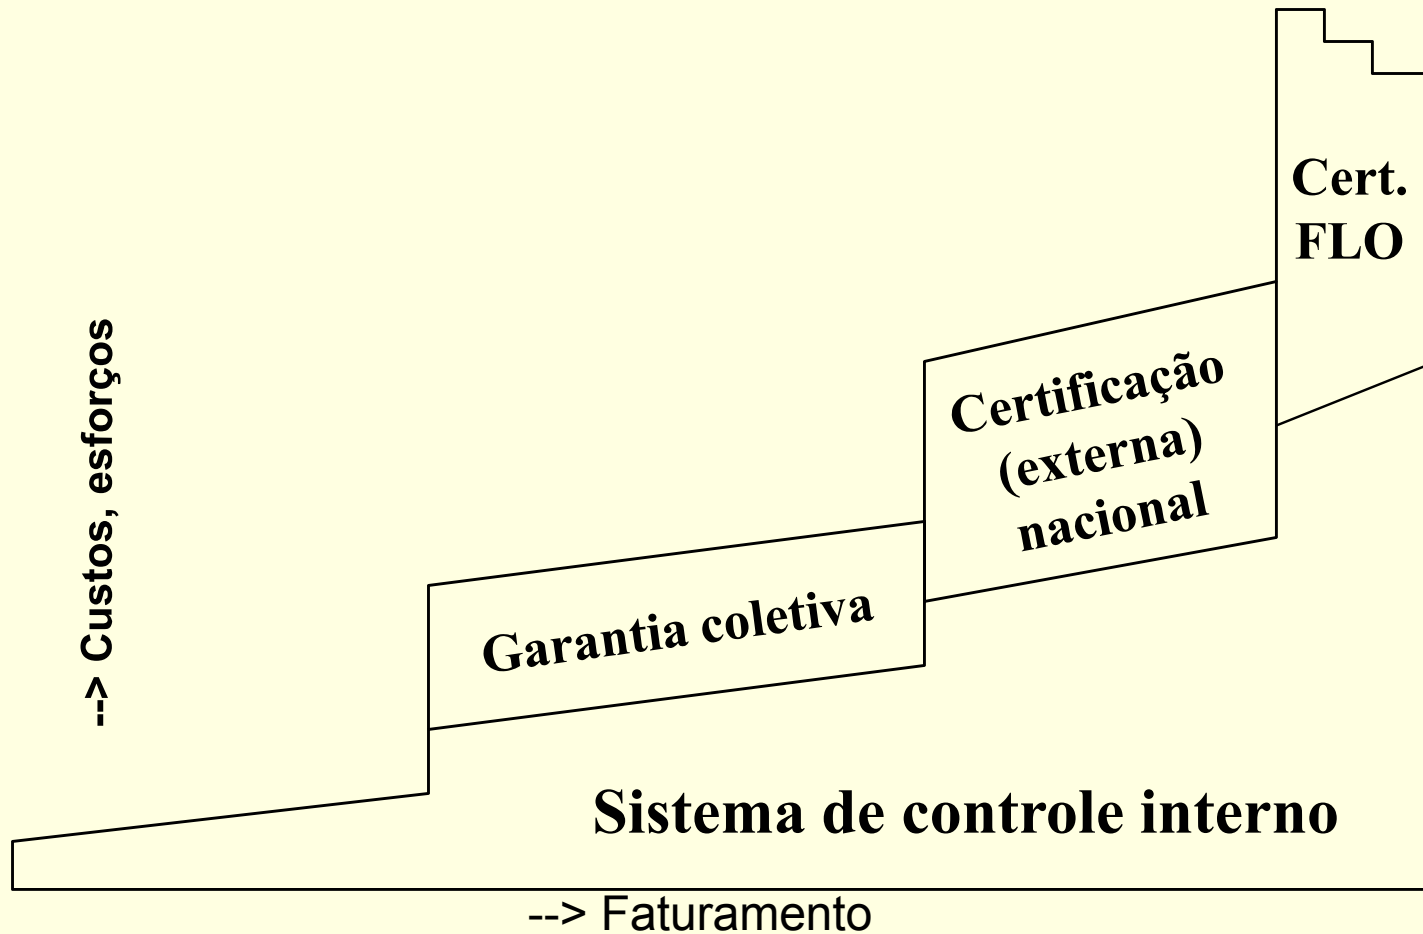 Cert.
FLO
--> Custos, esforços
Certificação
(externa)
nacional
Garantia coletiva
Sistema de controle interno
--> Faturamento